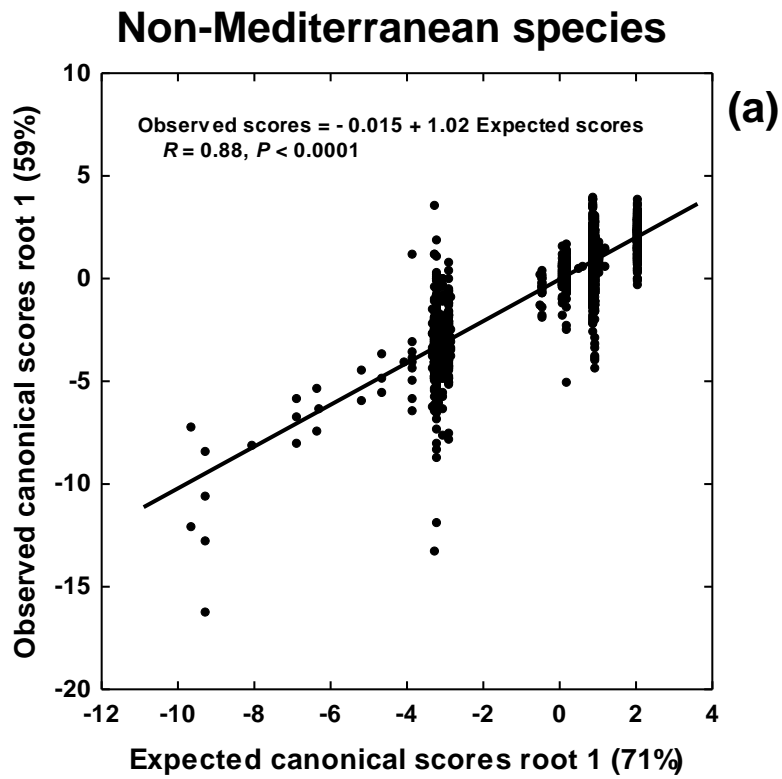 Non-Mediterranean species
(a)
Observed scores = - 0.015 + 1.02 Expected scores
R = 0.88, P < 0.0001
Observed canonical scores root 1 (59%)
10
5
0
-5
-10
-15
-20
-12 -10 -8 -6 -4 -2 0 2 4
Expected canonical scores root 1 (71%)